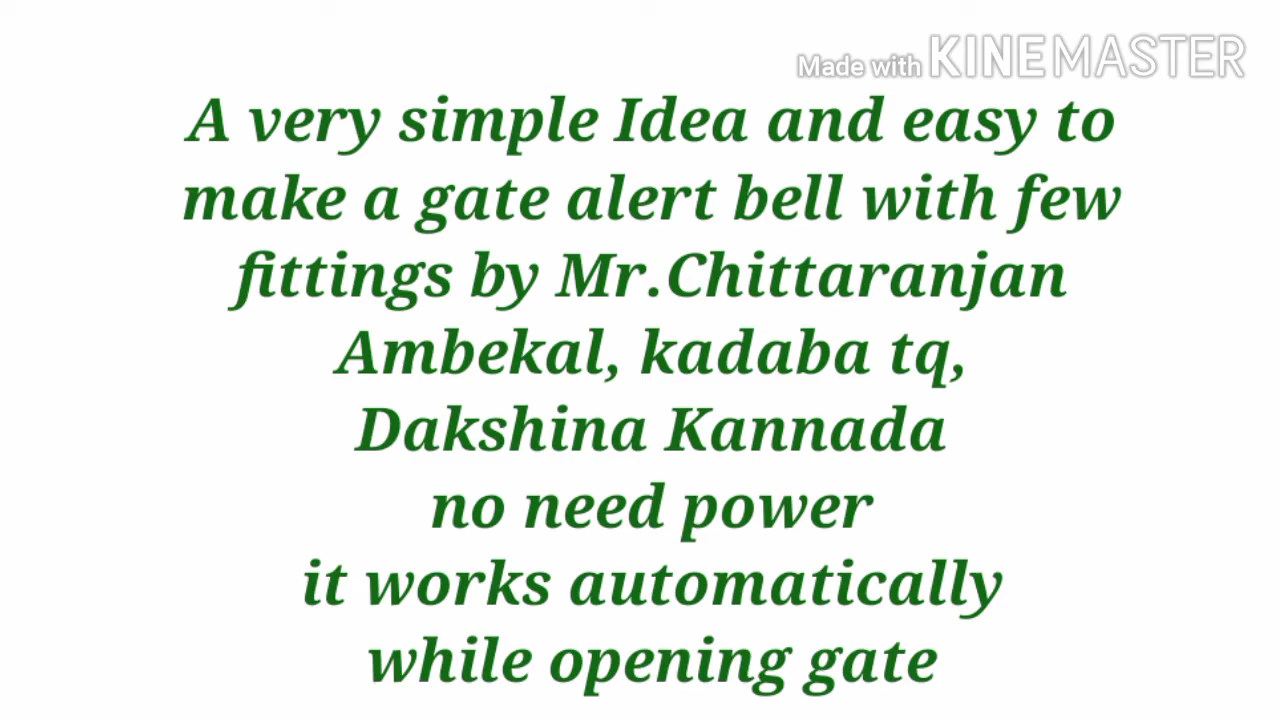 Made with KINEMASTER
A very simple Idea and easy to
make a gate alert bell with few
fittings by Mr.Chittaranjan
Ambekal, kadaba tq,
Dakshina Kannada
no need power
it works automatically
while opening gate